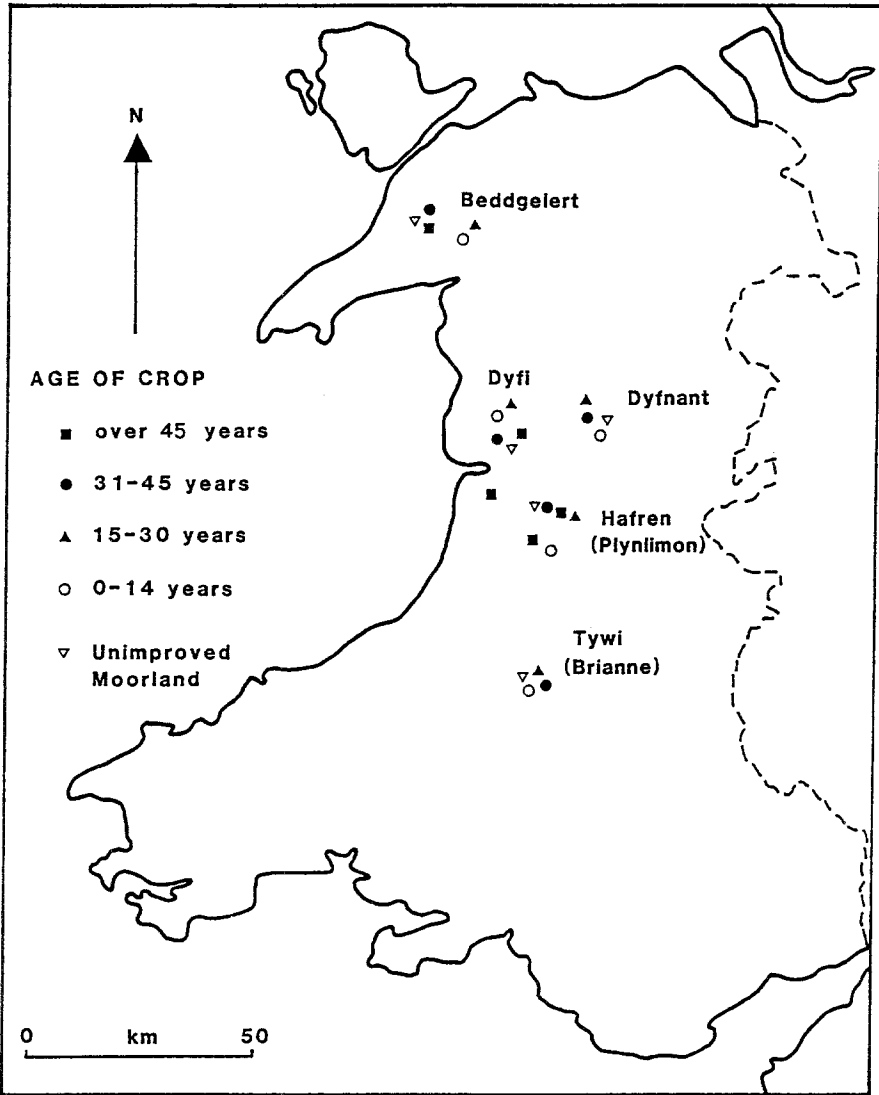 N
Beddgeiert
Dyfi
Dyfnant
AGE OF CROP
over 45 years
31-45 years
15-30 years
0-14 years
Unimproved
Moorland
Hafren
(Plynlimon)
Tywi
(Brianne)
0 km 50